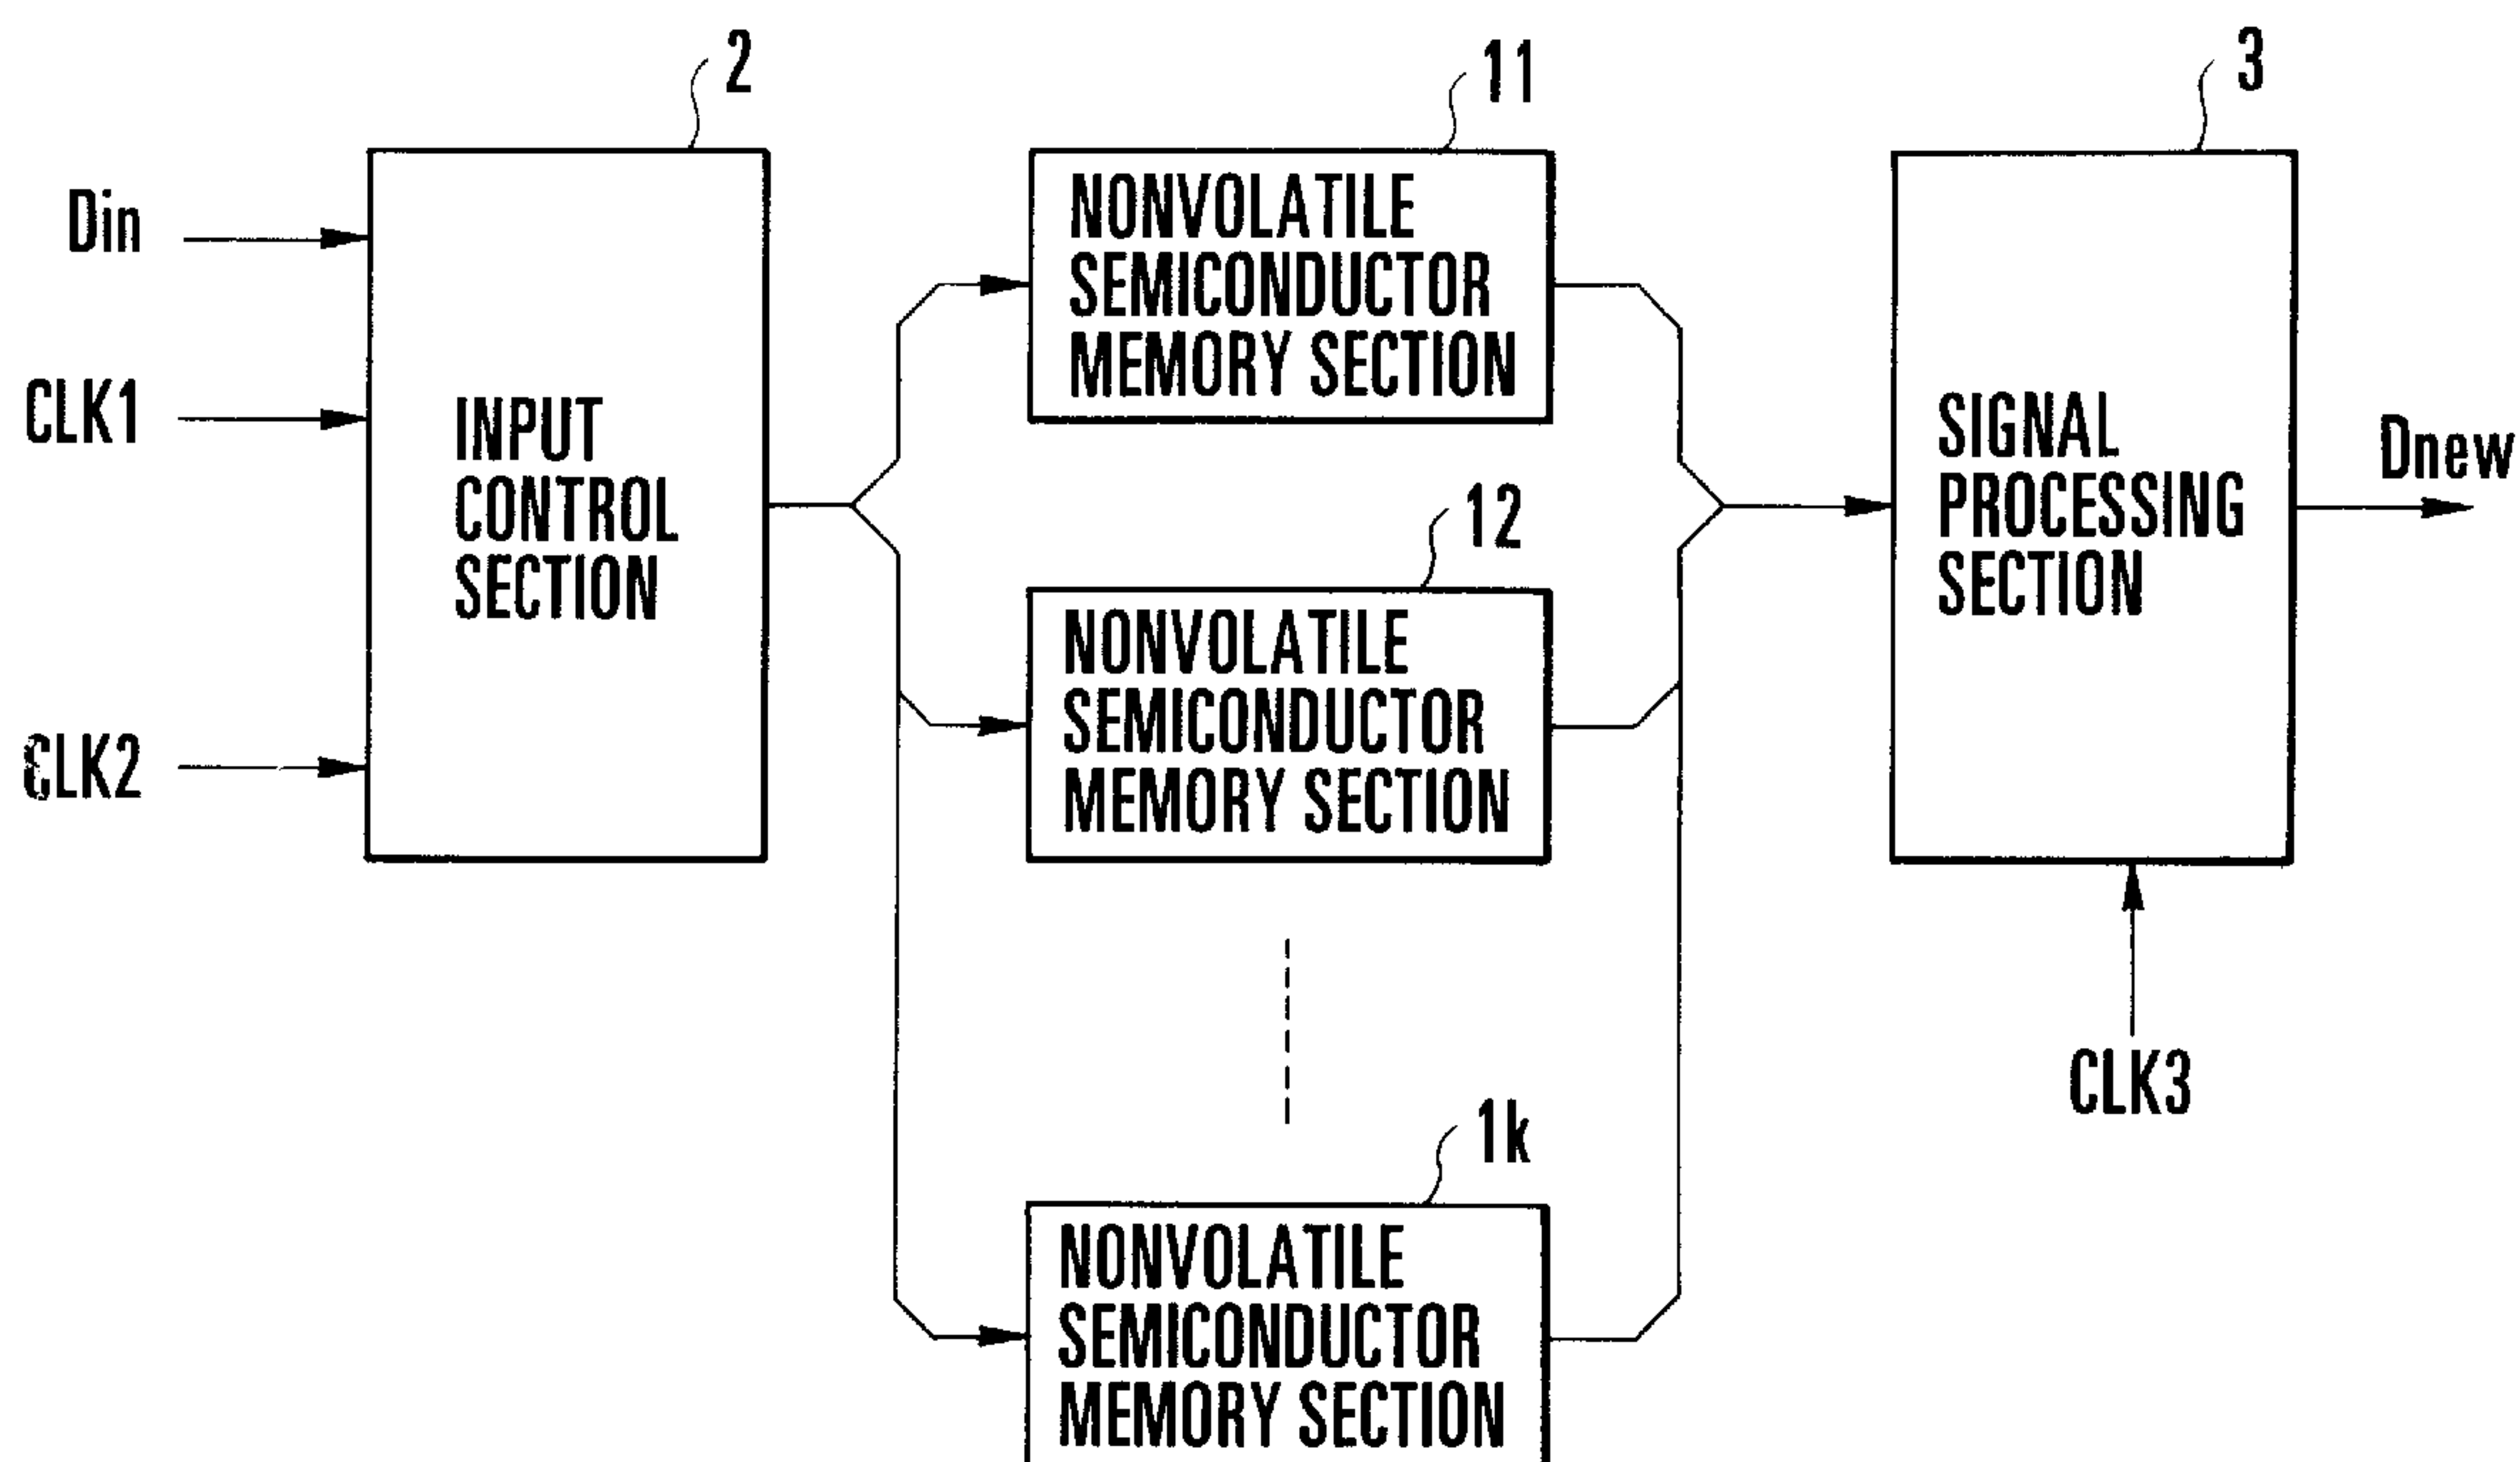 2
11
3
Din
CLK1
CLK2
INPUT
CONTROL
SECTION
NONVOLATILE
SEMICONDUCTOR
MEMORY SECTION
12
NONVOLATILE
SEMICONDUCTOR
MEMORY SECTION
1k
NONVOLATILE
SEMICONDUCTOR
MEMORY SECTION
SIGNAL
PROCESSING
SECTION
Dnew
CLK3